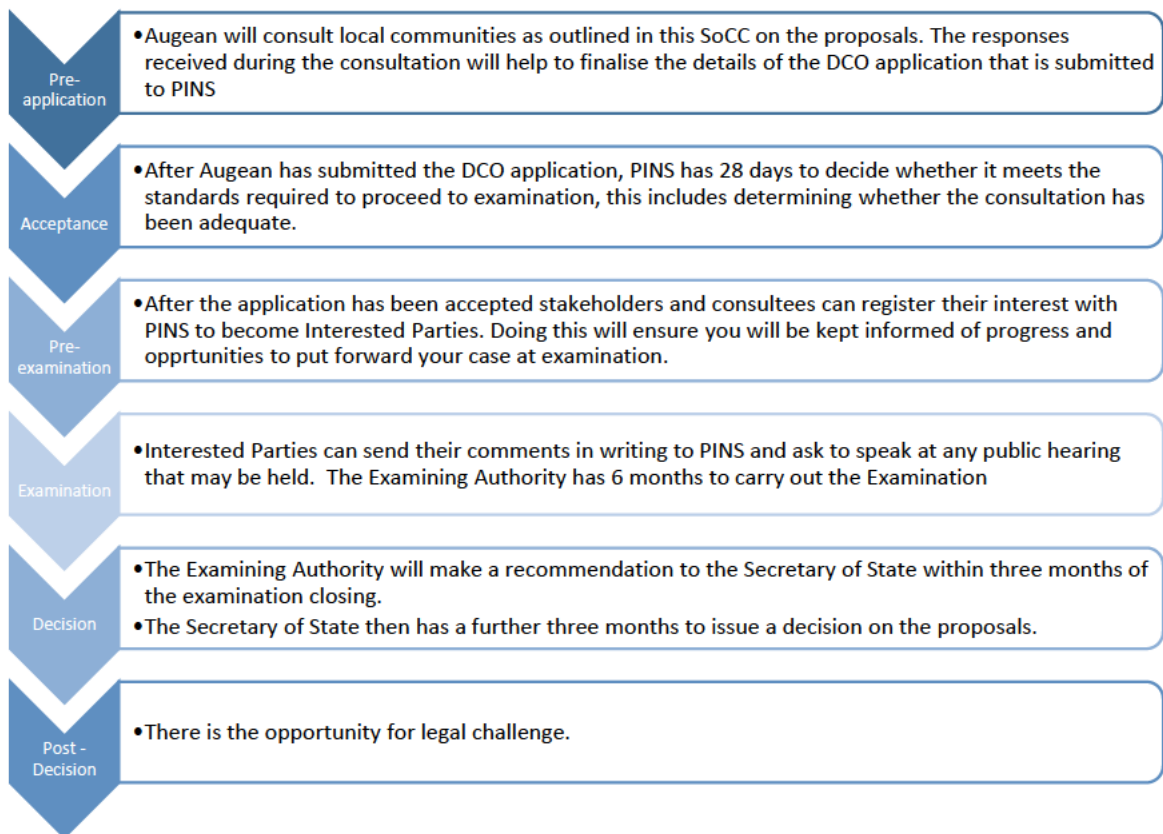 Pre-
application
•Augean will consult local communities as outlined in this SoCC on the proposals. The responses
received during the consultation will help to finalise the details of the DCO application that is submitted
to PINS
Acceptance
•After Augean has submitted the DCO application, PINS has 28 days to decide whether it meets the
standards required to proceed to examination, this includes determining whether the consultation has
been adequate.
Pre-
examination
•After the application has been accepted stakeholders and consultees can register their interest with
PINS to become Interested Parties. Doing this will ensure you will be kept informed of progress and
opprtunities to put forward your case at examination.
Examination
•Interested Parties can send their comments in writing to PINS and ask to speak at any public hearing
that may be held.  The Examining Authority has 6 months to carry out the Examination
Decision
•The Examining Authority will make a recommendation to the Secretary of State within three months of
the examination closing.
•The Secretary of State then has a further three months to issue a decision on the proposals.
Post -
Decision
•There is the opportunity for legal challenge.